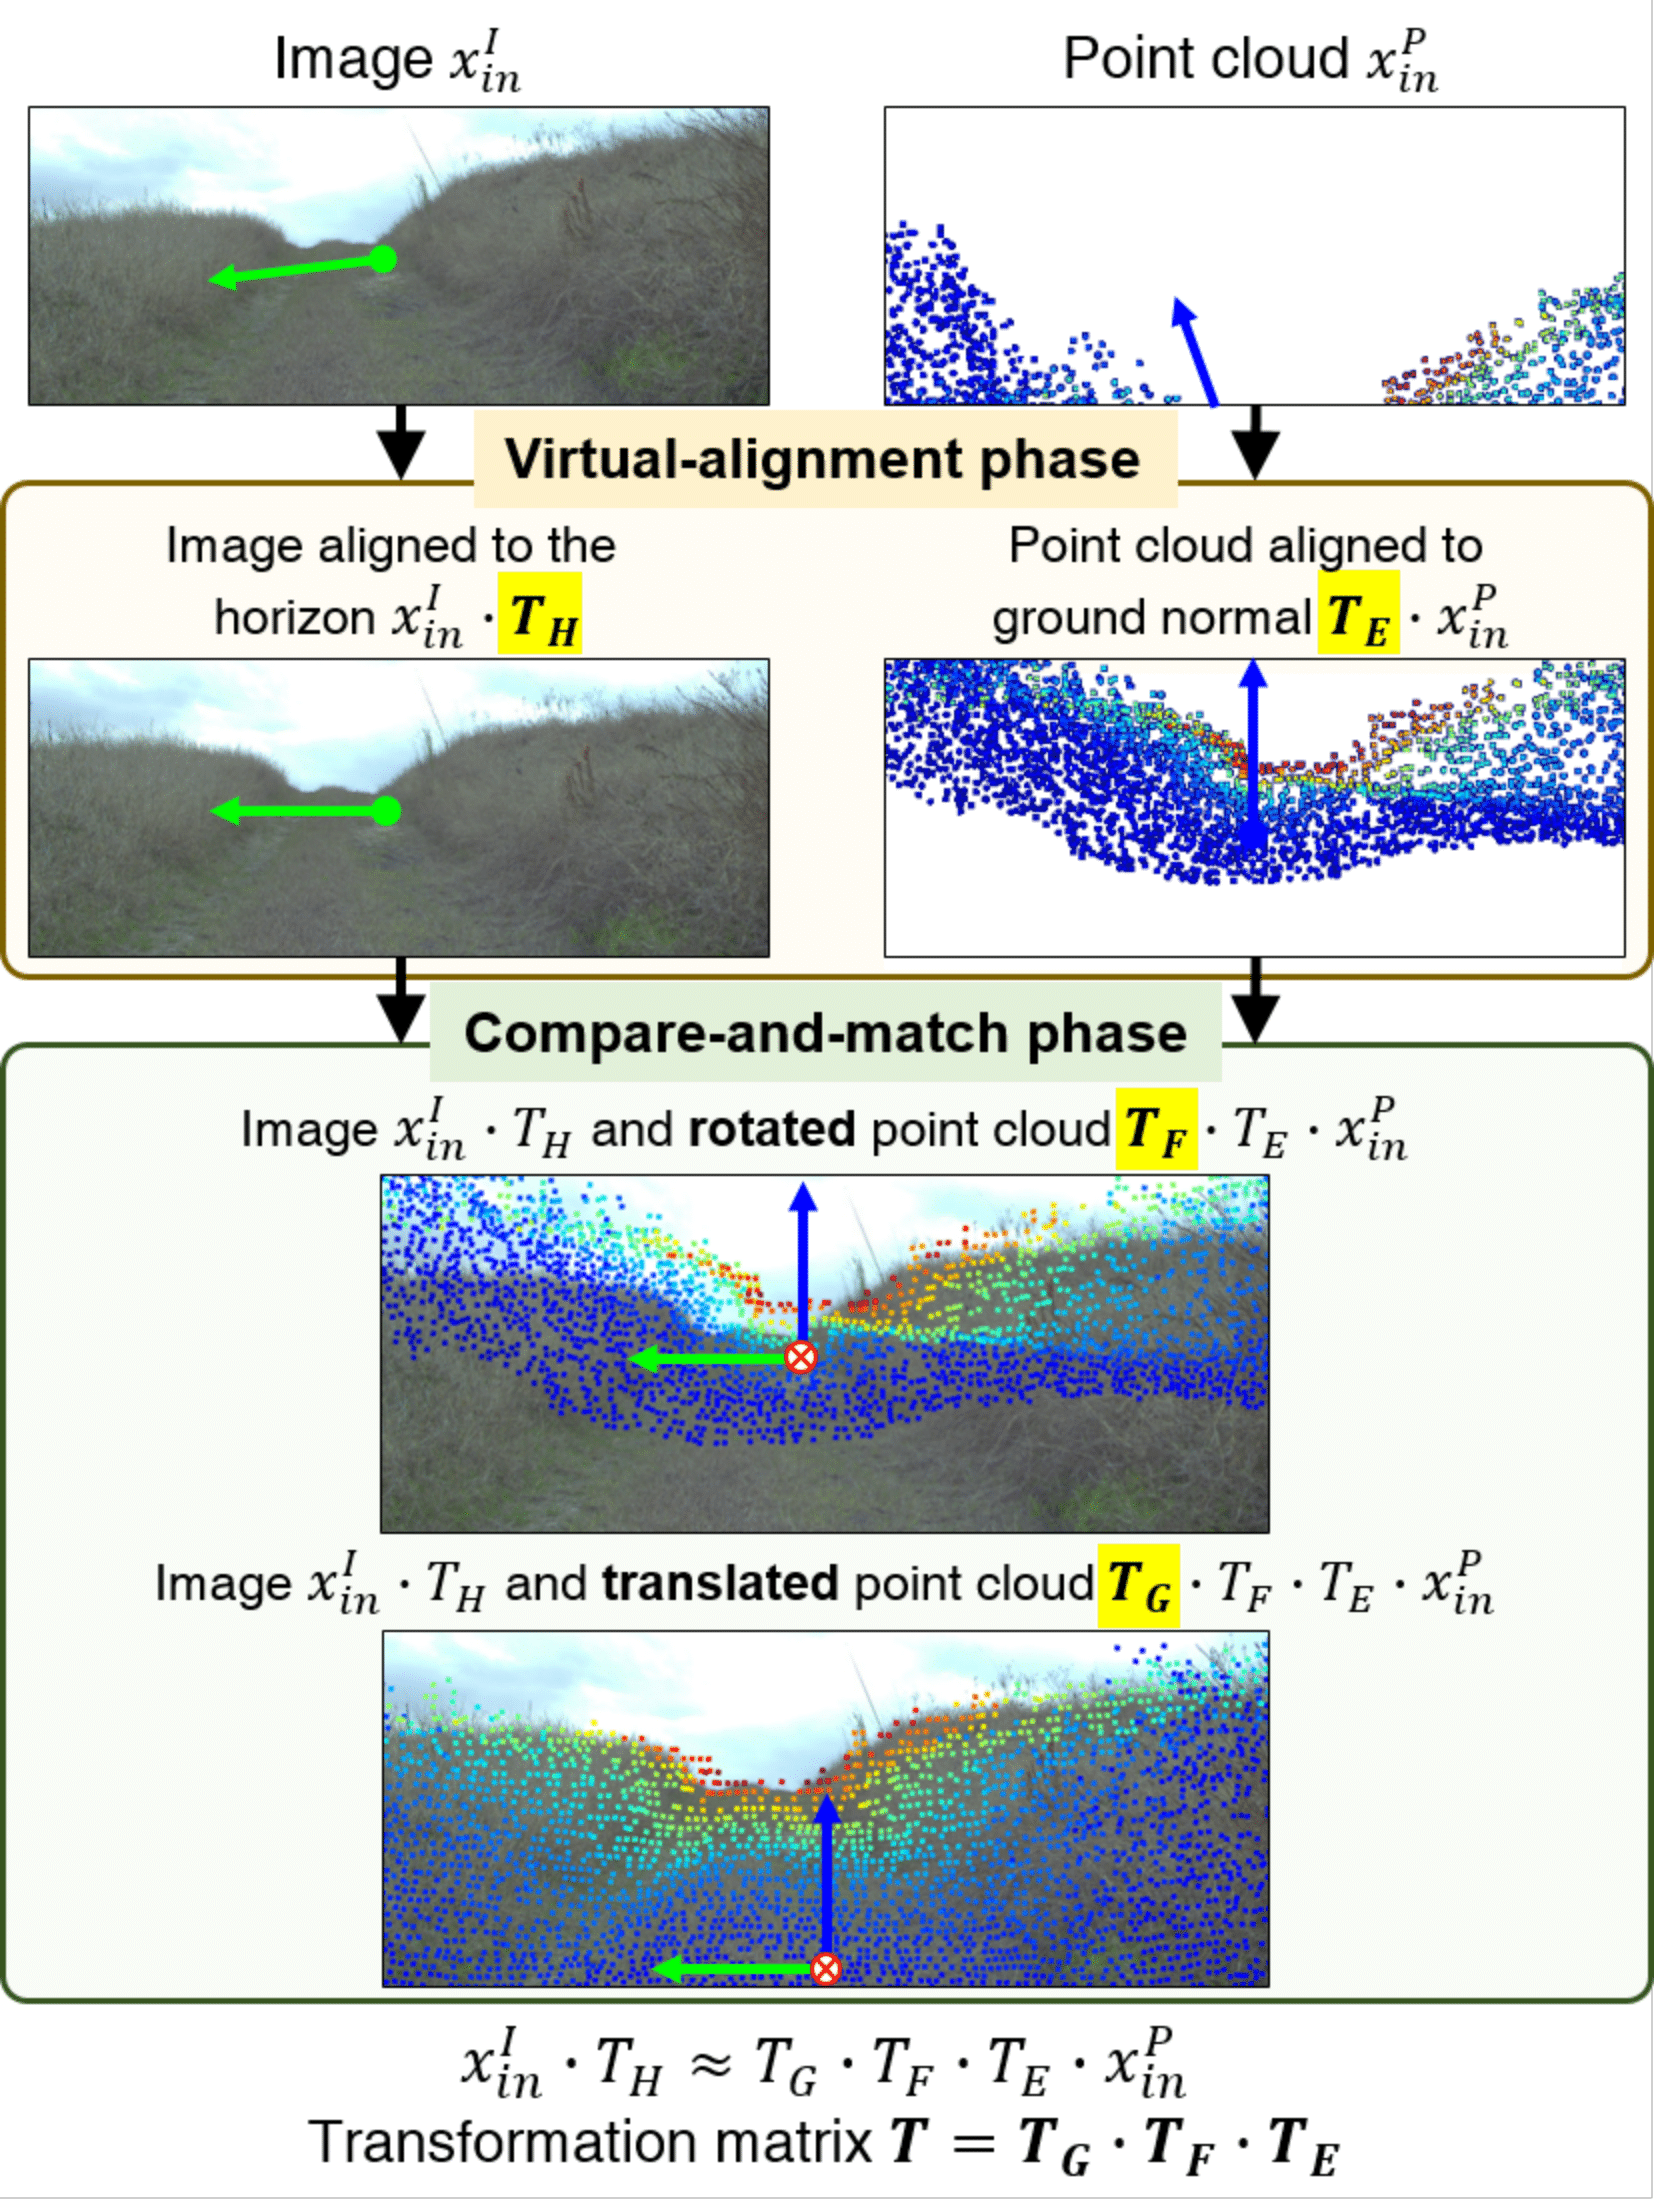 Image $x_{in}^{I}$
Point cloud $x_{in}^{P}$
Virtual-alignment phase
Image aligned to the
horizon $x_{in}^{I} \cdot \boldsymbol{T_H}$
Point cloud aligned to
ground normal $\boldsymbol{T_E} \cdot x_{in}^{P}$
Compare-and-match phase
Image $x_{in}^{I} \cdot T_H$ and rotated point cloud $\boldsymbol{T_F} \cdot T_E \cdot x_{in}^{P}$
Image $x_{in}^{I} \cdot T_H$ and translated point cloud $\boldsymbol{T_G} \cdot T_F \cdot T_E \cdot x_{in}^{P}$
$x_{in}^{I} \cdot T_H \approx T_G \cdot T_F \cdot T_E \cdot x_{in}^{P}$
Transformation matrix $\boldsymbol{T = T_G \cdot T_F \cdot T_E}$